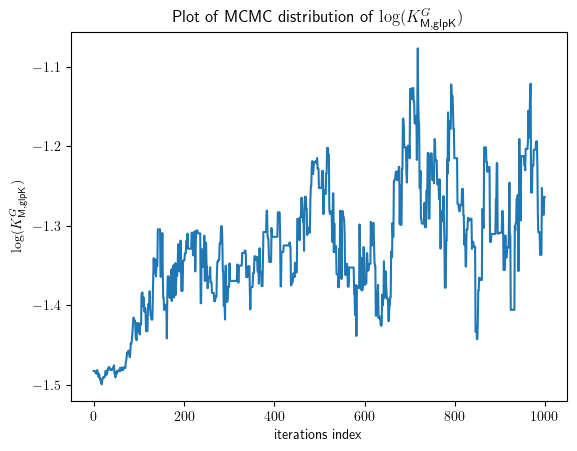 Plot of MCMC distribution of log(K^G_{M,glpK})
−1.1
−1.2
−1.3
−1.4
−1.5
log(K^G_{M,glpK})
0 200 400 600 800 1000
iterations index